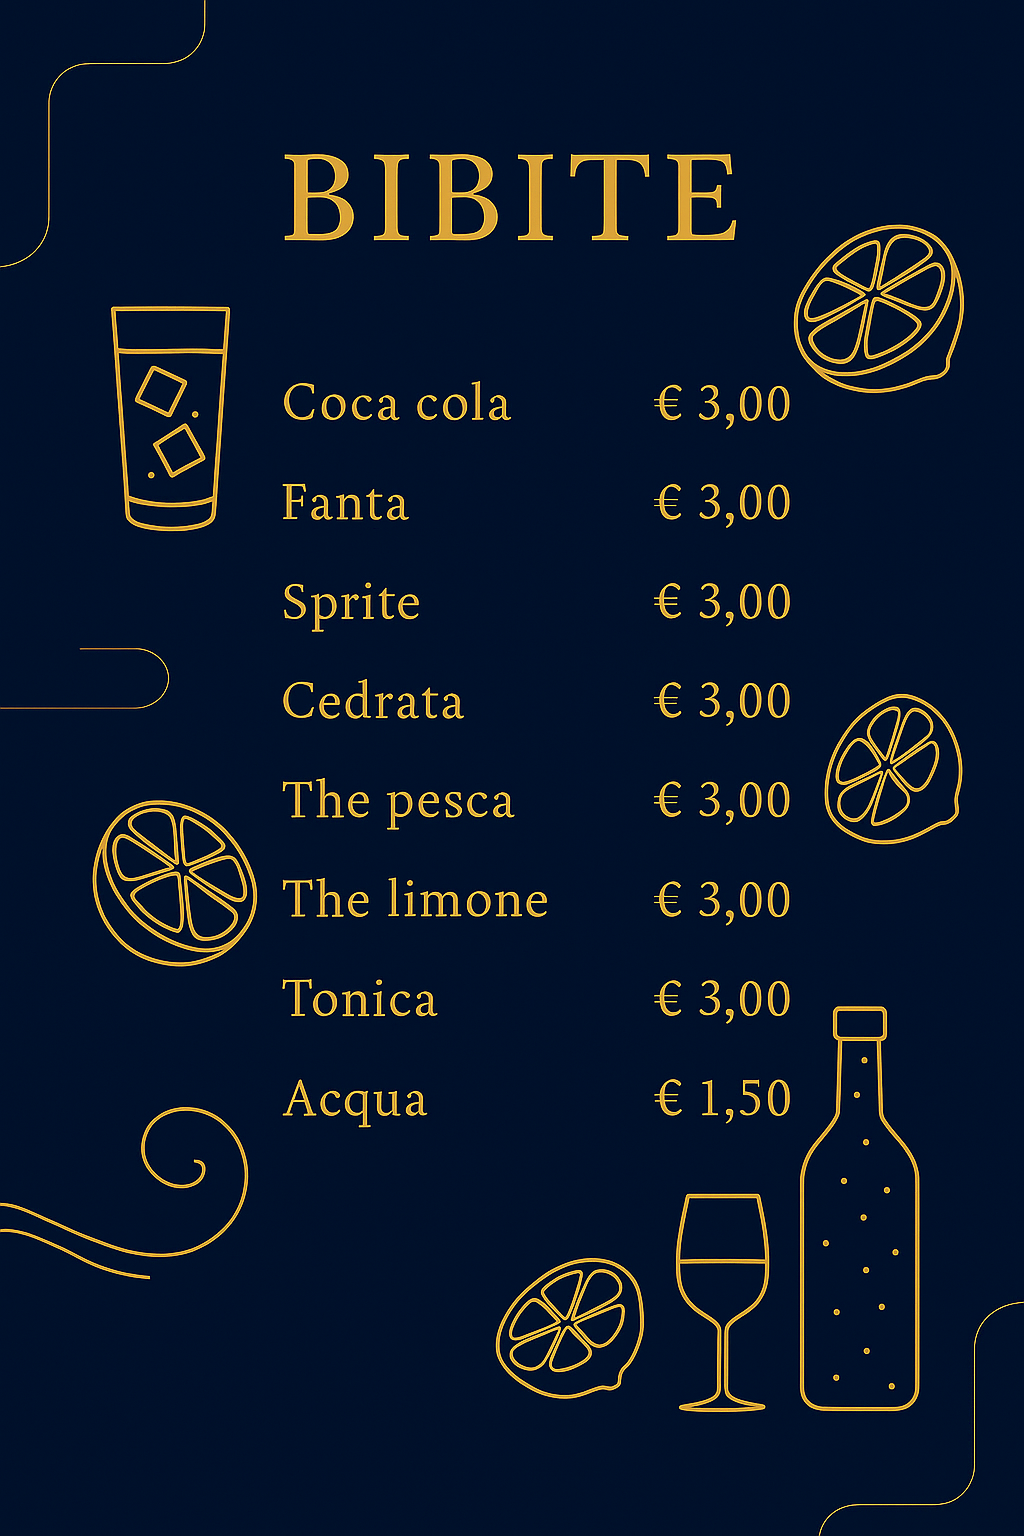 BIBITE
Coca cola € 3,00
Fanta € 3,00
Sprite € 3,00
Cedrata € 3,00
The pesca € 3,00
The limone € 3,00
Tonica € 3,00
Acqua € 1,50